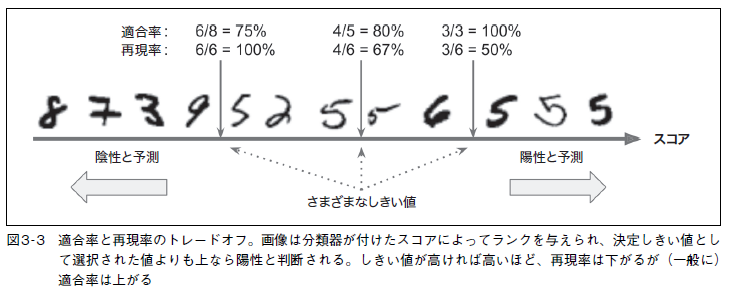 適合率： 6/8 = 75% 4/5 = 80% 3/3 = 100%
再現率： 6/6 = 100% 4/6 = 67% 3/6 = 50%
8 7 3 9 5 2 5 5 6 5 5 5
スコア
陰性と予測 陽性と予測
さまざまなしきい値
図3-3 適合率と再現率のトレードオフ。画像は分類器が付けたスコアによってランクを与えられ、決定しきい値とし
て選択された値よりも上なら陽性と判断される。しきい値が高ければ高いほど、再現率は下がるが（一般に）
適合率は上がる